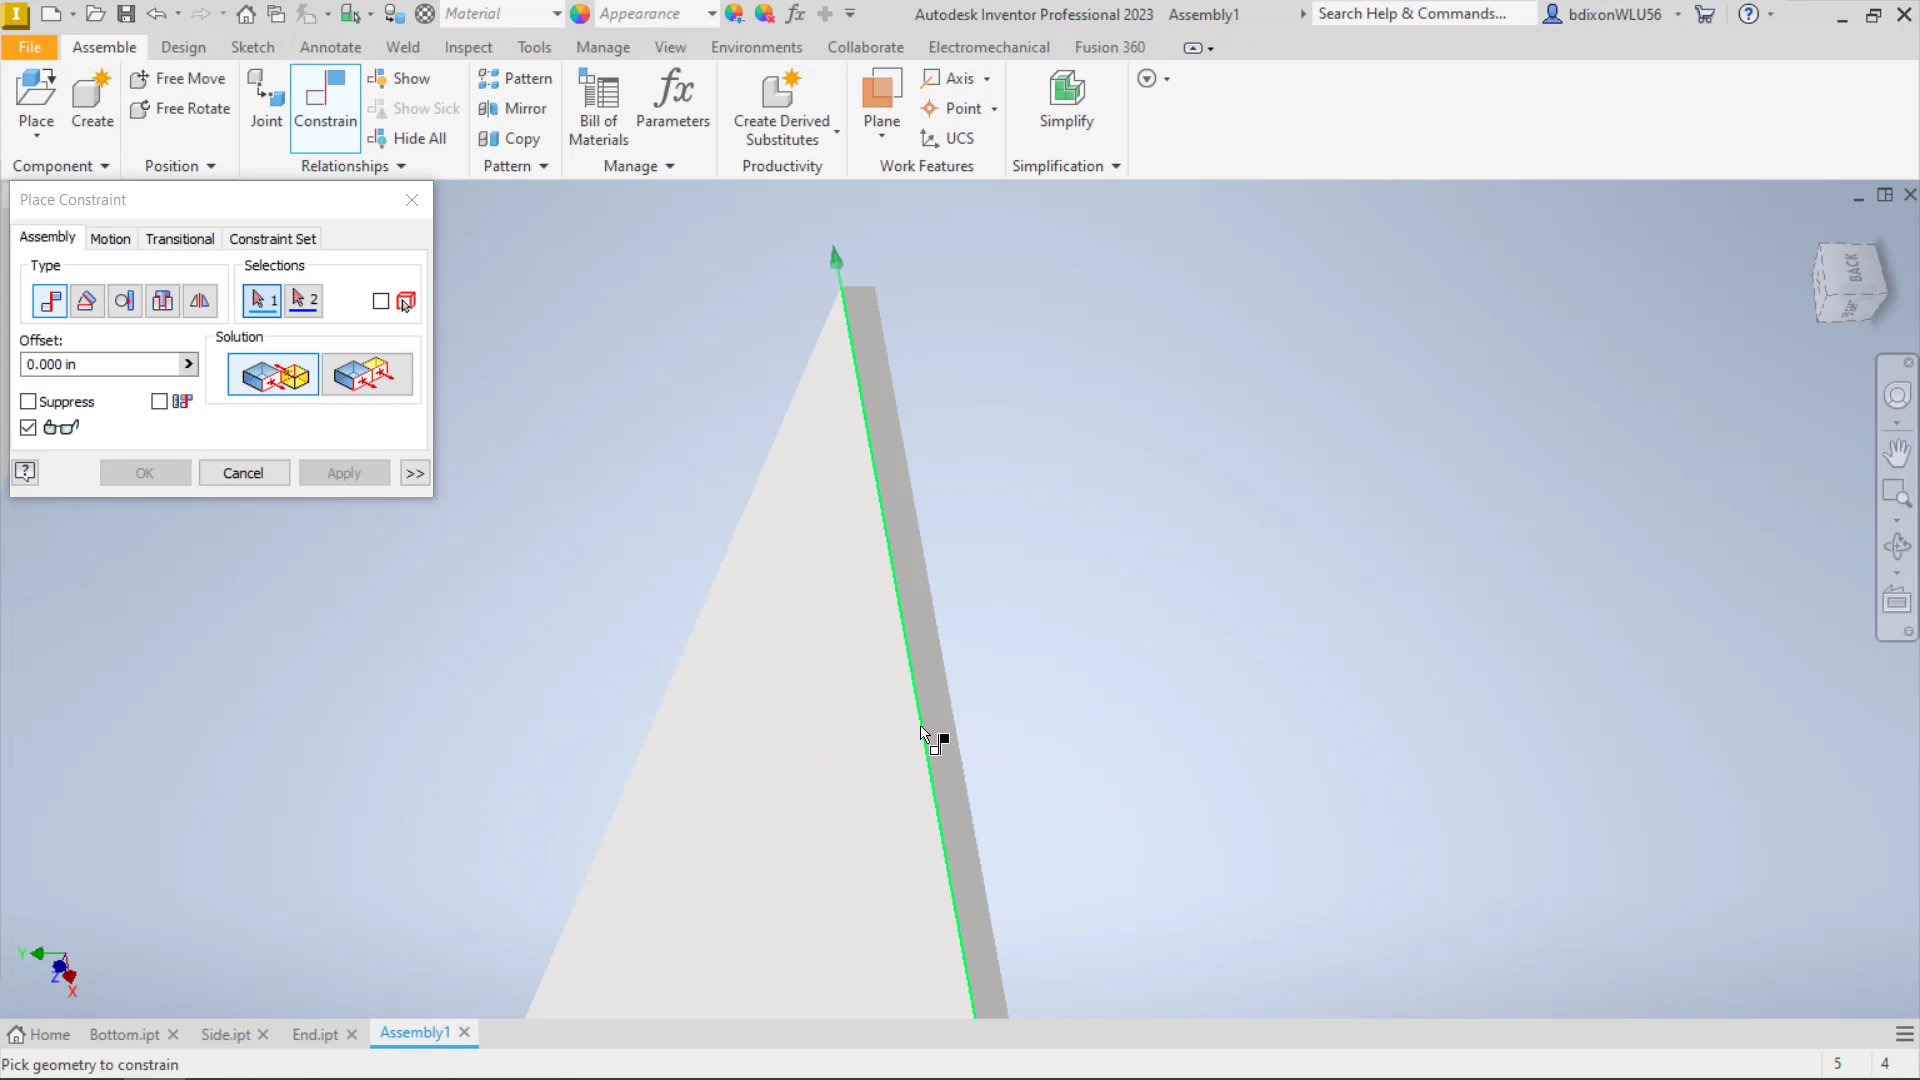 Material
Appearance
Autodesk Inventor Professional 2023 Assembly1
Search Help & Commands...
bdixonWLU56
File Assemble Design Sketch Annotate Weld Inspect Tools Manage View Environments Collaborate Electromechanical Fusion 360
Place
Create
Free Move
Free Rotate
Joint
Constrain
Show
Show Sick
Hide All
Pattern
Mirror
Copy
Bill of
Materials
Parameters
Create Derived
Substitutes
Plane
Axis
Point
UCS
Simplify
Component Position Relationships Pattern Manage Productivity Work Features Simplification
Place Constraint
Assembly Motion Transitional Constraint Set
Type
Selections
1
2
Offset:
0.000 in
Solution
Suppress
OK Cancel Apply >>
BACK
Y
Z
X
Home Bottom.ipt Side.ipt End.ipt Assembly1
Pick geometry to constrain
5 4